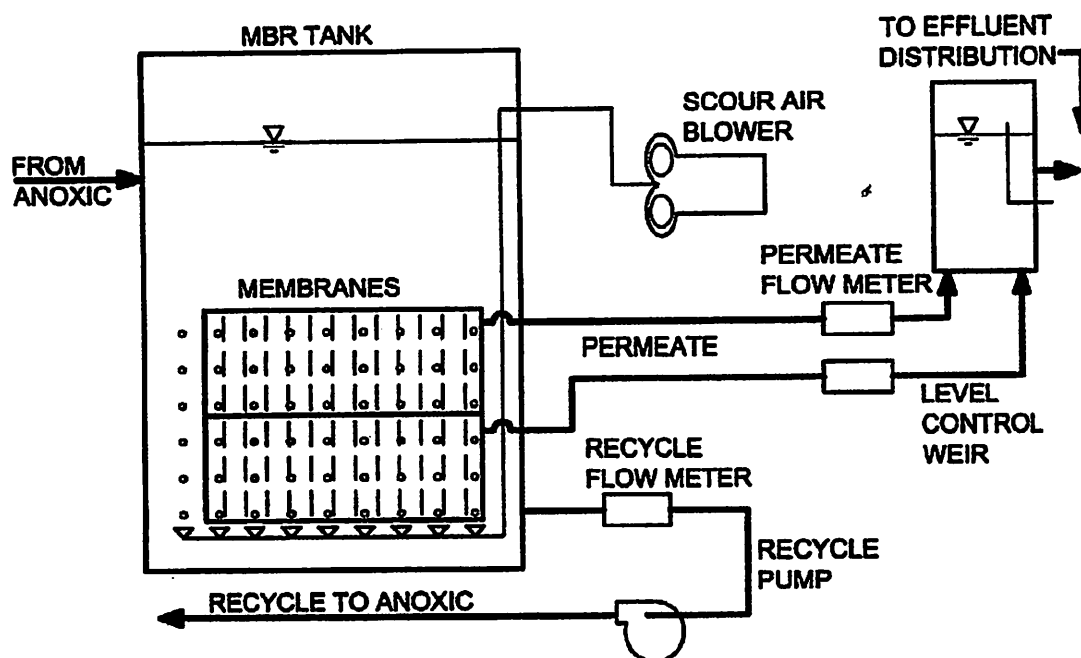 MBR TANK
TO EFFLUENT
DISTRIBUTION
SCOUR AIR
BLOWER
FROM
ANOXIC
PERMEATE
FLOW METER
MEMBRANES
PERMEATE
LEVEL
CONTROL
WEIR
RECYCLE
FLOW METER
RECYCLE
PUMP
RECYCLE TO ANOXIC